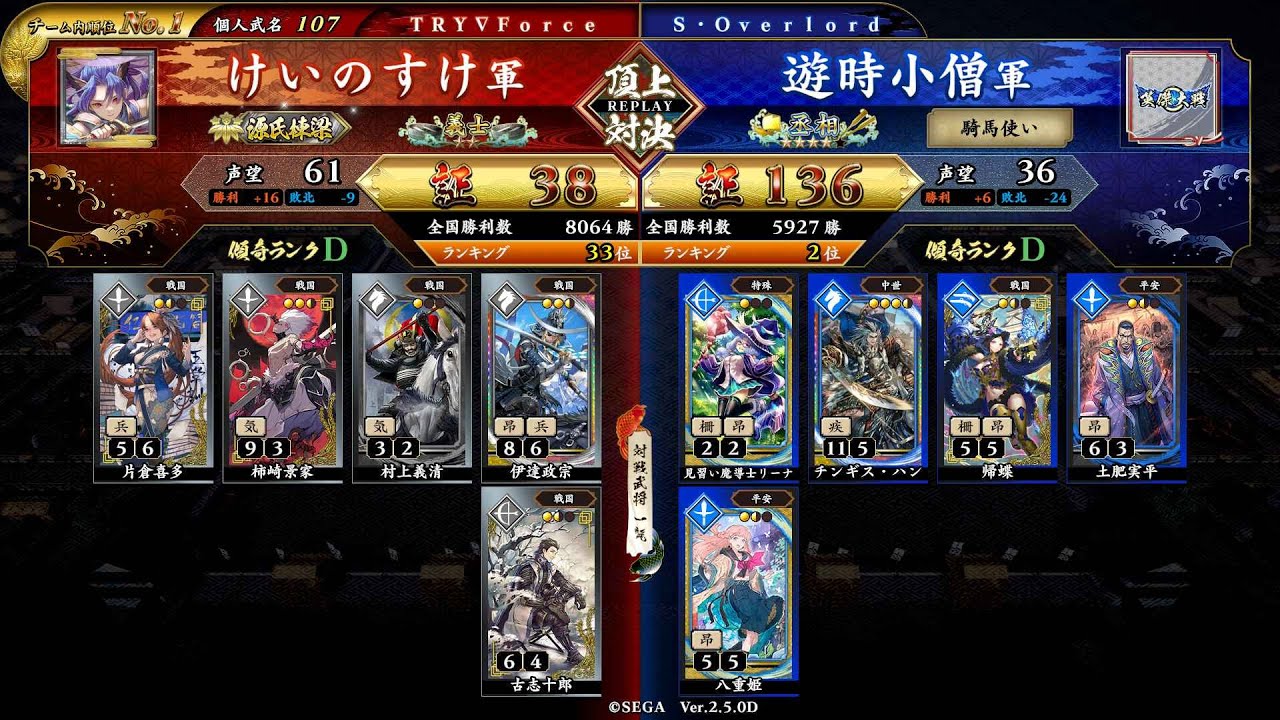 チーム内順位 No.1 個人武名 107 TRY∇Force
S・Overlord
けいのすけ軍
頂上
REPLAY
対決
遊時小僧軍
英傑大戦
源氏棟梁 義士
丞相 騎馬使い
声望 61
勝利 +16 敗北 -9
証 38
証 136
声望 36
勝利 +6 敗北 -24
全国勝利数 8064勝
全国勝利数 5927勝
傾奇ランクD
ランキング 33位
ランキング 2位
傾奇ランクD
戦国 戦国 戦国 戦国
特殊 中世 戦国 平安
兵 気 気 昂 兵
柵 昂 疾 柵 昂 昂
5 6 9 3 3 2 8 6
2 2 11 5 5 5 6 3
片倉喜多 柿崎景家 村上義清 伊達政宗
見習い魔導士リーナ チンギス・ハン 帰蝶 土肥実平
対戦武将一覧
戦国
6 4
古志十郎
平安
昂
5 5
八重姫
©SEGA Ver.2.5.0D